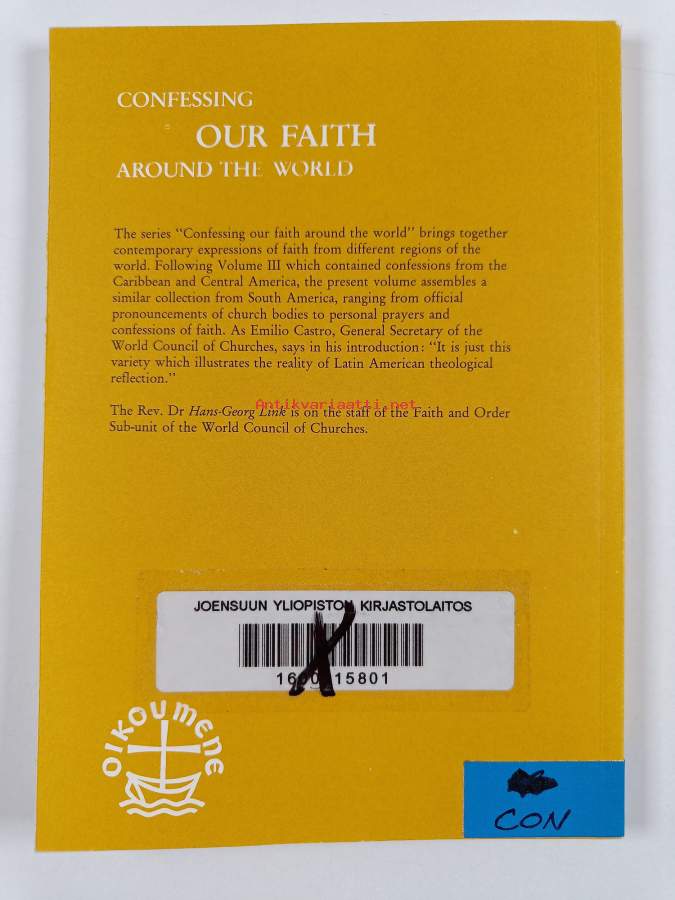 CONFESSING
OUR FAITH
AROUND THE WORLD
The series "Confessing our faith around the world" brings together
contemporary expressions of faith from different regions of the
world. Following Volume III which contained confessions from the
Caribbean and Central America, the present volume assembles a
similar collection from South America, ranging from official
pronouncements of church bodies to personal prayers and
confessions of faith. As Emilio Castro, General Secretary of the
World Council of Churches, says in his introduction: "It is just this
variety which illustrates the reality of Latin American theological
reflection."
Antikvariaatti.net
The Rev. Dr Hans-Georg Link is on the staff of the Faith and Order
Sub-unit of the World Council of Churches.
JOENSUUN YLIOPISTON KIRJASTOLAITOS
OIKOUMENE
CON